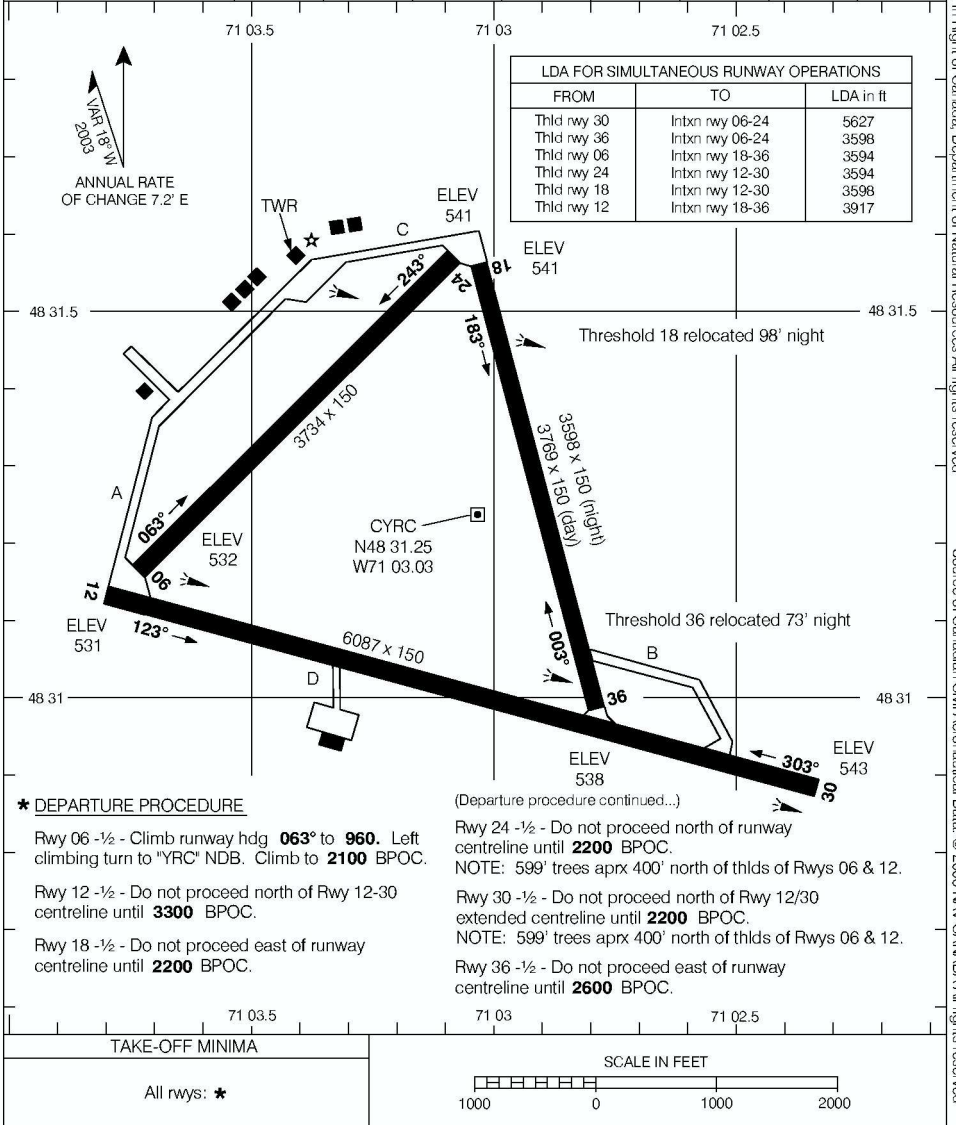 71 03.5
71 03
71 02.5
LDA FOR SIMULTANEOUS RUNWAY OPERATIONS
FROM TO LDA in ft
Thld rwy 30 Intxn rwy 06-24 5627
Thld rwy 36 Intxn rwy 06-24 3598
Thld rwy 06 Intxn rwy 18-36 3594
Thld rwy 24 Intxn rwy 12-30 3594
Thld rwy 18 Intxn rwy 12-30 3598
Thld rwy 12 Intxn rwy 18-36 3917
VAR 18° W
2003
ANNUAL RATE
OF CHANGE 7.2' E
TWR
C
ELEV
541
ELEV
541
243°
24
18
183°
48 31.5
48 31.5
Threshold 18 relocated 98' night
3734 x 150
3598 x 150 (night)
3769 x 150 (day)
A
063°
06
ELEV
532
CYRC
N48 31.25
W71 03.03
12
ELEV
531
123°
6087 x 150
Threshold 36 relocated 73' night
003°
B
D
36
48 31
48 31
ELEV
538
303°
ELEV
543
30
* DEPARTURE PROCEDURE
Rwy 06 -½ - Climb runway hdg 063° to 960. Left
climbing turn to "YRC" NDB. Climb to 2100 BPOC.
Rwy 12 -½ - Do not proceed north of Rwy 12-30
centreline until 3300 BPOC.
Rwy 18 -½ - Do not proceed east of runway
centreline until 2200 BPOC.
(Departure procedure continued...)
Rwy 24 -½ - Do not proceed north of runway
centreline until 2200 BPOC.
NOTE: 599' trees aprx 400' north of thlds of Rwys 06 & 12.
Rwy 30 -½ - Do not proceed north of Rwy 12/30
extended centreline until 2200 BPOC.
NOTE: 599' trees aprx 400' north of thlds of Rwys 06 & 12.
Rwy 36 -½ - Do not proceed east of runway
centreline until 2600 BPOC.
71 03.5
71 03
71 02.5
TAKE-OFF MINIMA
All rwys: *
SCALE IN FEET
1000 0 1000 2000